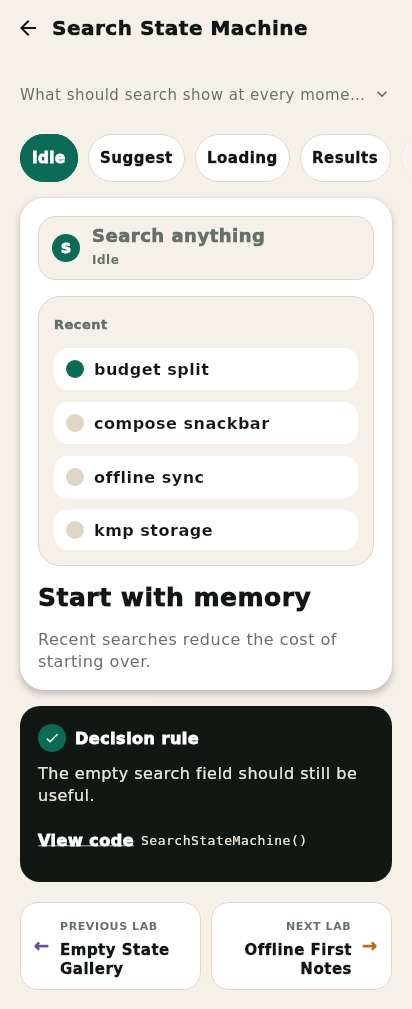 Search State Machine
What should search show at every mome...
Idle
Suggest
Loading
Results
S
Search anything
Idle
Recent
budget split
compose snackbar
offline sync
kmp storage
Start with memory
Recent searches reduce the cost of
starting over.
Decision rule
The empty search field should still be
useful.
View code SearchStateMachine()
PREVIOUS LAB
← Empty State
Gallery
NEXT LAB
Offline First →
Notes